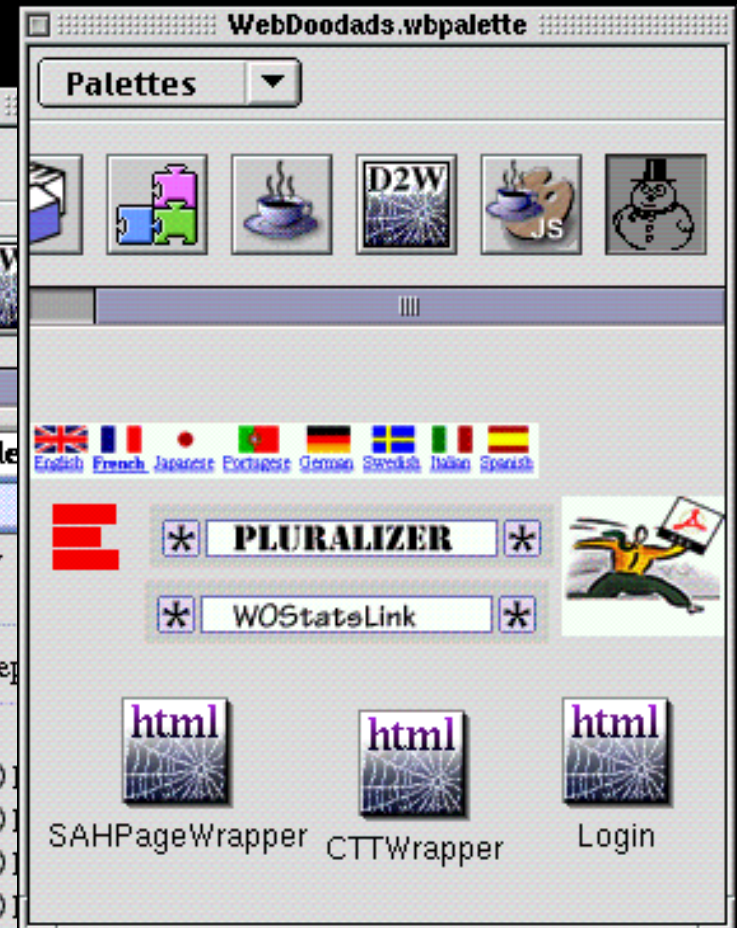 WebDoodads.wbpalette
Palettes
D2W
JS
English French Japanese Portugese German Swedish Italian Spanish
* PLURALIZER *
* WOStatsLink *
html html html
SAHPageWrapper CTTWrapper Login